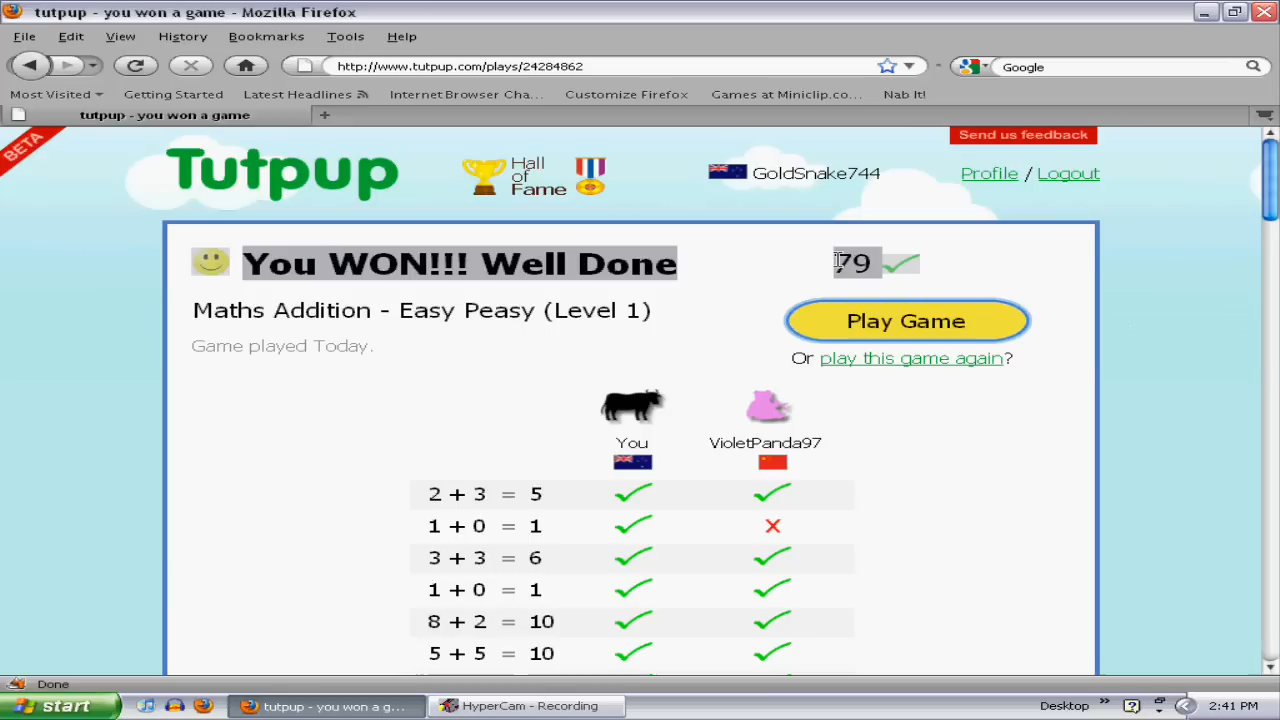 tutpup - you won a game - Mozilla Firefox
File Edit View History Bookmarks Tools Help
http://www.tutpup.com/plays/24284862
Google
Most Visited Getting Started Latest Headlines Internet Browser Cha... Customize Firefox Games at Miniclip.co... Nab It!
tutpup - you won a game
BETA
Send us feedback
Tutpup
Hall
of
Fame
GoldSnake744
Profile / Logout
You WON!!! Well Done
79
Maths Addition - Easy Peasy (Level 1)
Play Game
Game played Today.
Or play this game again?
You VioletPanda97
2 + 3 = 5
1 + 0 = 1
3 + 3 = 6
1 + 0 = 1
8 + 2 = 10
5 + 5 = 10
Done
start
tutpup - you won a g...
HyperCam - Recording
Desktop
2:41 PM